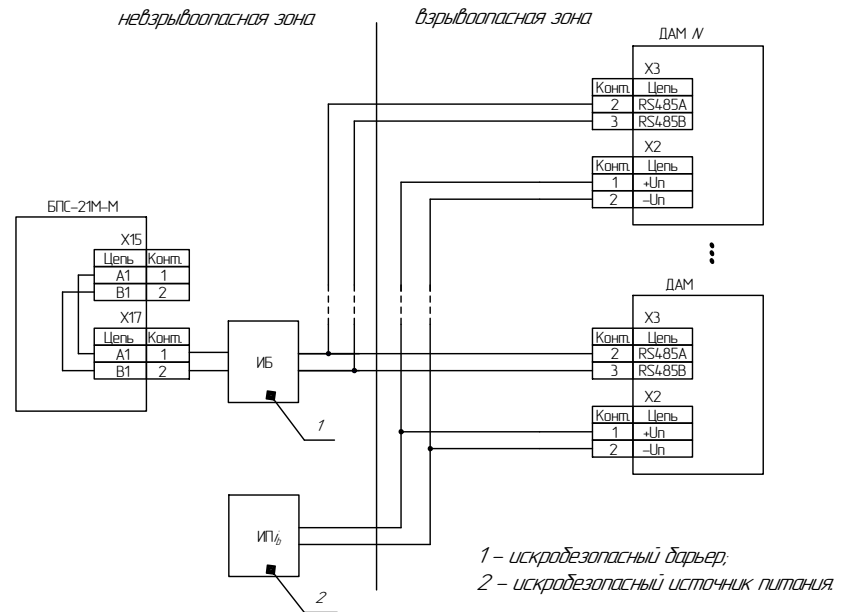 невзрывоопасная зона
взрывоопасная зона
ДАМ N
X3
Конт. Цепь
2 RS485A
3 RS485B
X2
Конт. Цепь
1 +Uп
2 –Uп
БПС–21М–М
X15
Цепь Конт.
A1 1
B1 2
X17
Цепь Конт.
A1 1
B1 2
ИБ
1
ДАМ
X3
Конт. Цепь
2 RS485A
3 RS485B
X2
Конт. Цепь
1 +Uп
2 –Uп
ИПib
2
1 – искробезопасный барьер;
2 – искробезопасный источник питания.